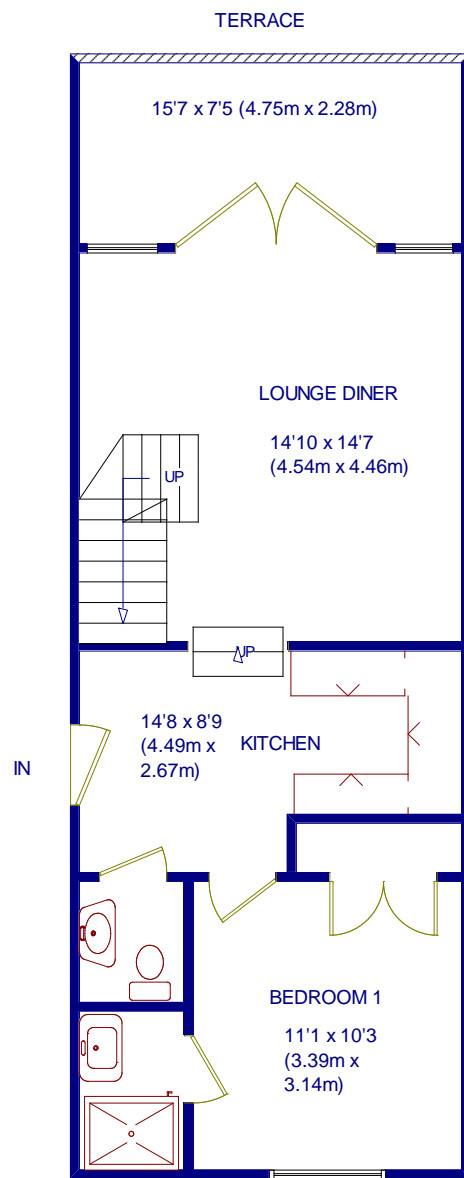 TERRACE
15'7 x 7'5 (4.75m x 2.28m)
LOUNGE DINER
14'10 x 14'7
(4.54m x 4.46m)
UP
UP
14'8 x 8'9
(4.49m x
2.67m)
KITCHEN
IN
BEDROOM 1
11'1 x 10'3
(3.39m x
3.14m)